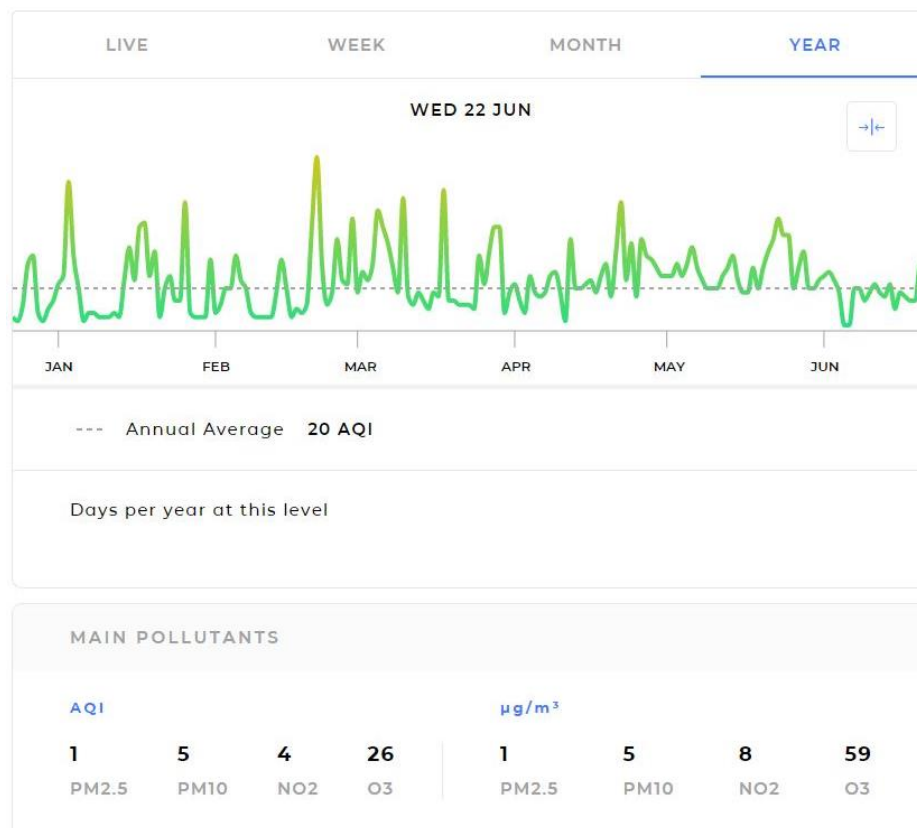 LIVE WEEK MONTH YEAR
WED 22 JUN
JAN FEB MAR APR MAY JUN
Annual Average 20 AQI
Days per year at this level
MAIN POLLUTANTS
AQI µg/m³
1 5 4 26 1 5 8 59
PM2.5 PM10 NO2 O3 PM2.5 PM10 NO2 O3